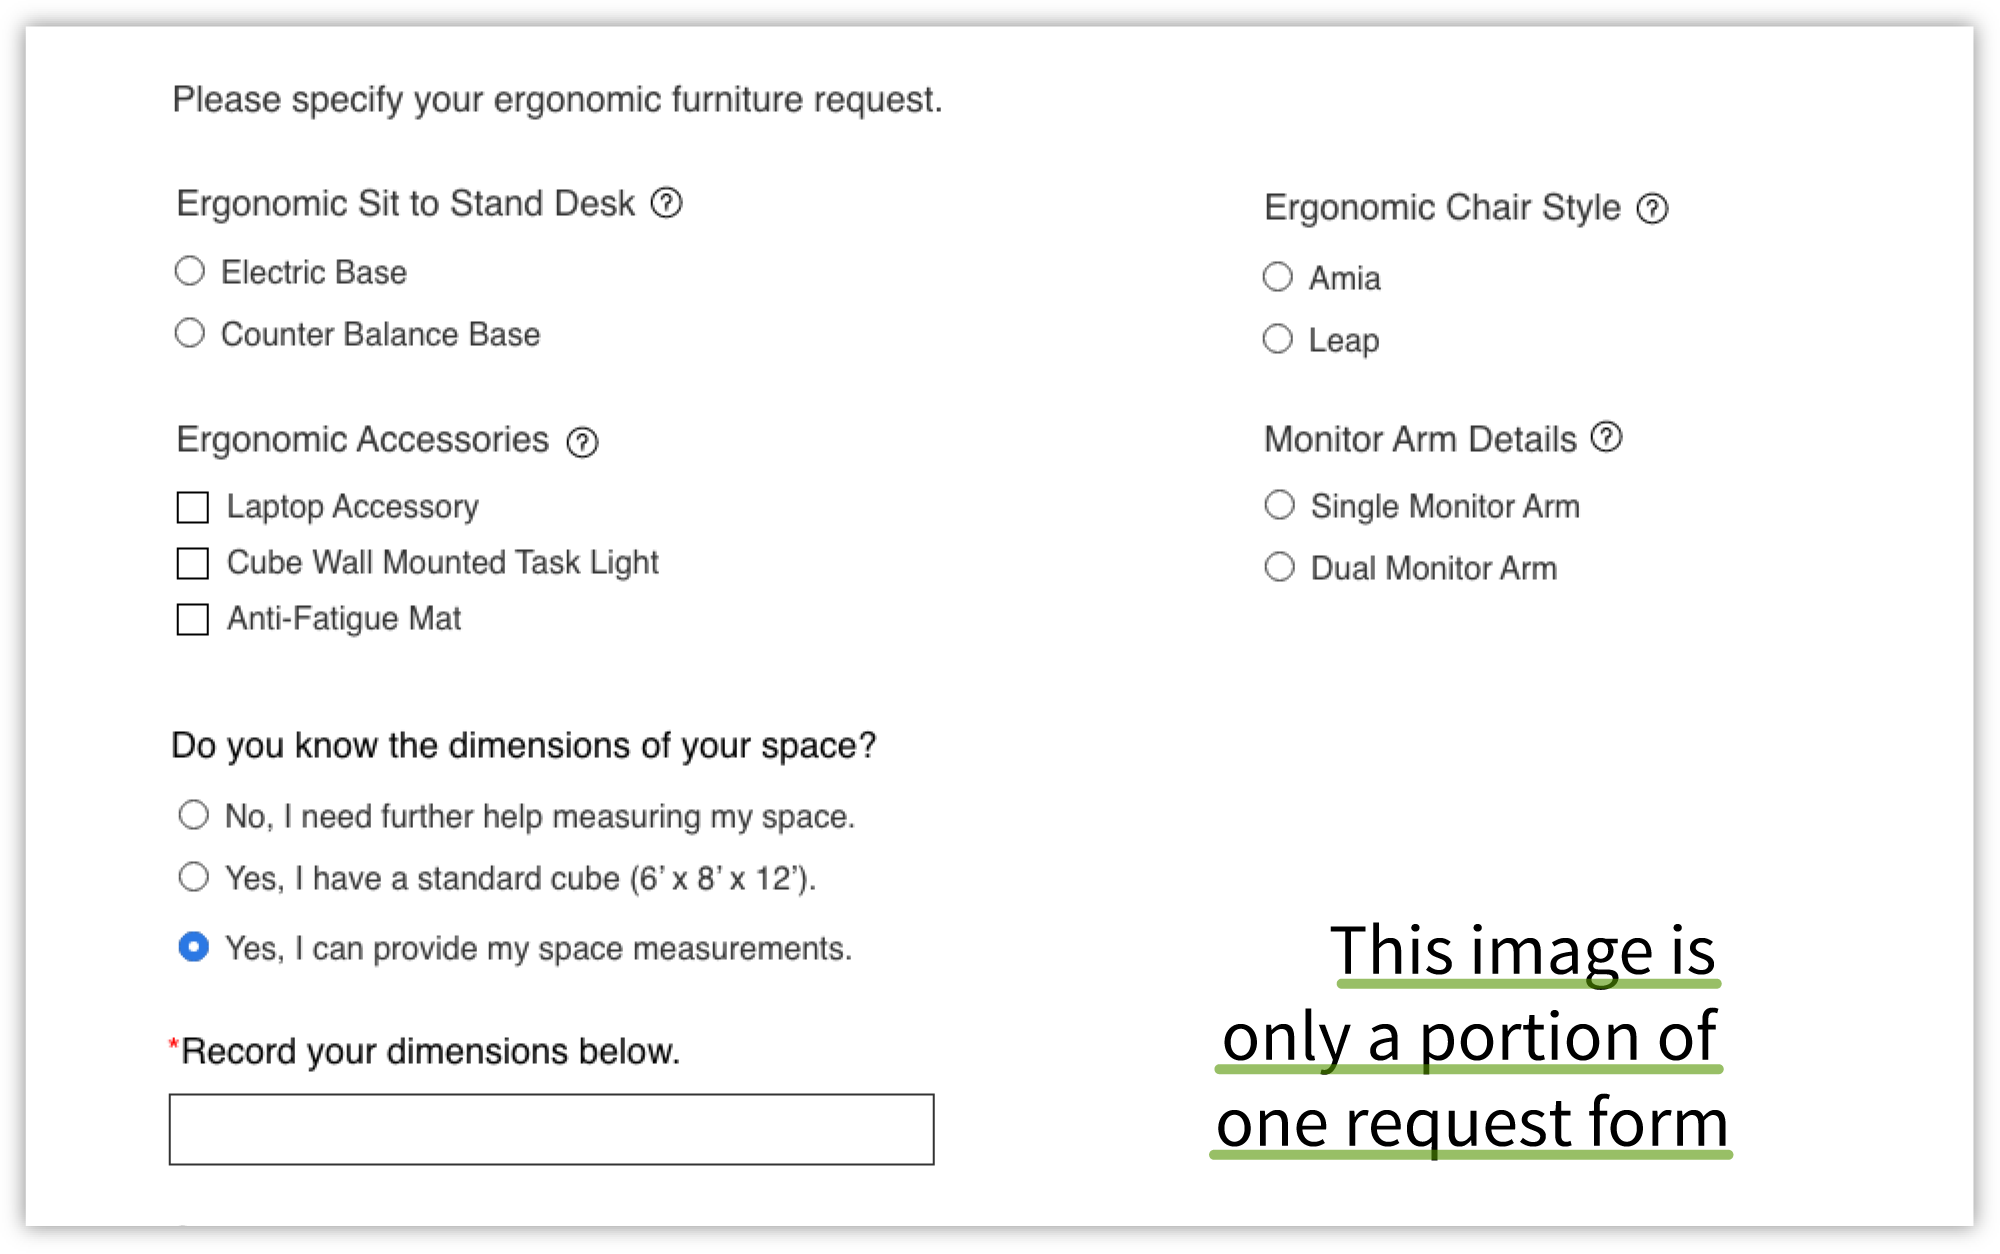 Please specify your ergonomic furniture request.
Ergonomic Sit to Stand Desk ?
Electric Base
Counter Balance Base
Ergonomic Chair Style ?
Amia
Leap
Ergonomic Accessories ?
Laptop Accessory
Cube Wall Mounted Task Light
Anti-Fatigue Mat
Monitor Arm Details ?
Single Monitor Arm
Dual Monitor Arm
Do you know the dimensions of your space?
No, I need further help measuring my space.
Yes, I have a standard cube (6’ x 8’ x 12’).
Yes, I can provide my space measurements.
*Record your dimensions below.
This image is
only a portion of
one request form